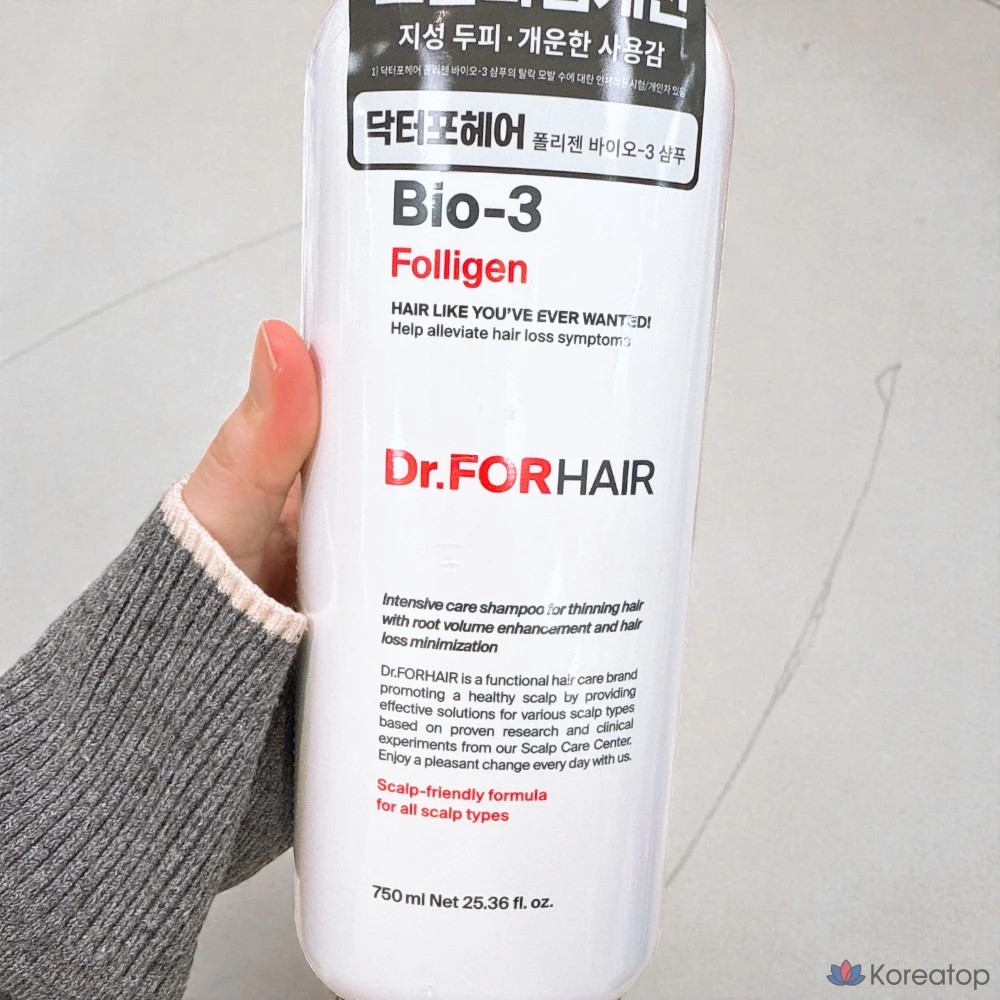 지성 두피·개운한 사용감
닥터포헤어 폴리젠 바이오-3 샴푸
Bio-3
Folligen
HAIR LIKE YOU'VE EVER WANTED!
Help alleviate hair loss symptoms
Dr.FORHAIR
Intensive care shampoo for thinning hair
with root volume enhancement and hair
loss minimization
Dr.FORHAIR is a functional hair care brand
promoting a healthy scalp by providing
effective solutions for various scalp types
based on proven research and clinical
experiments from our Scalp Care Center.
Enjoy a pleasant change every day with us.
Scalp-friendly formula
for all scalp types
750 ml Net 25.36 fl. oz.
Koreatop